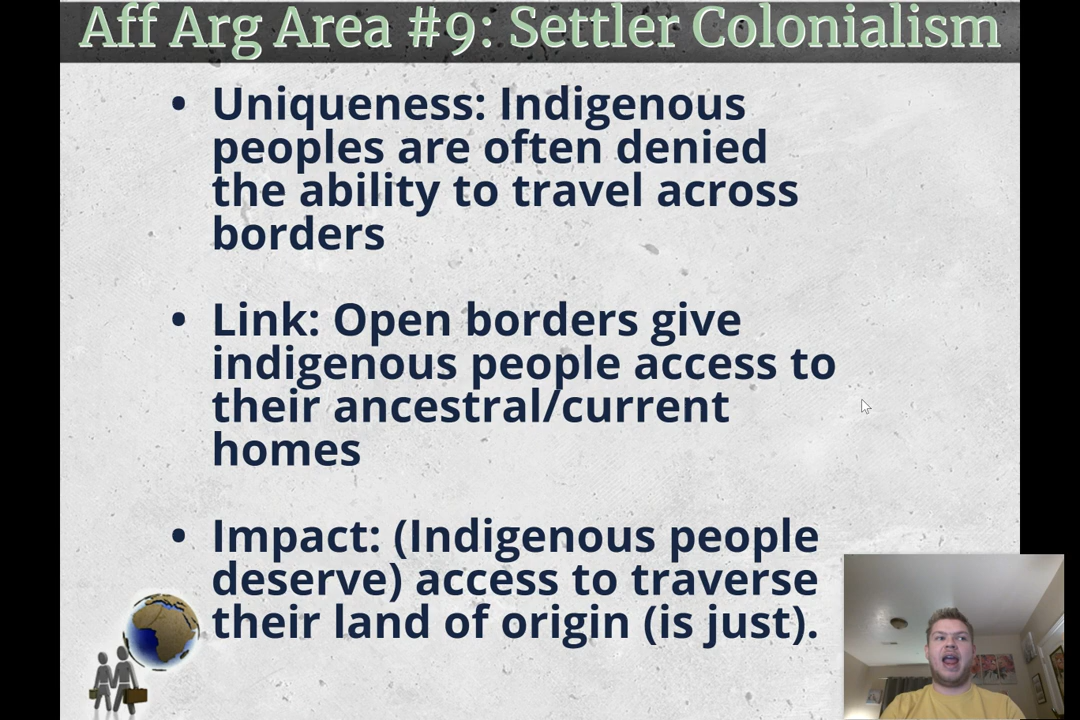 Aff Arg Area #9: Settler Colonialism
• Uniqueness: Indigenous
peoples are often denied
the ability to travel across
borders
• Link: Open borders give
indigenous people access to
their ancestral/current
homes
• Impact: (Indigenous people
deserve) access to traverse
their land of origin (is just).